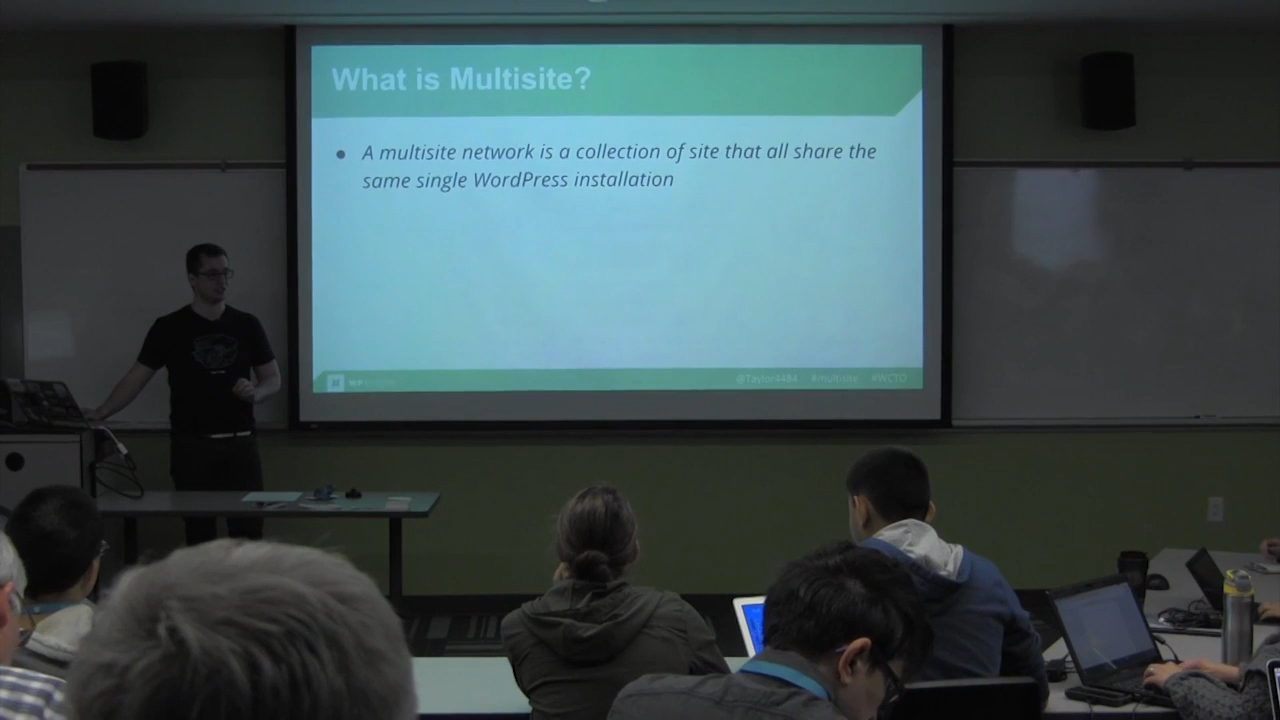 What is Multisite?
● A multisite network is a collection of site that all share the
same single WordPress installation
WP
@Taylor4484 #multisite #WCTO